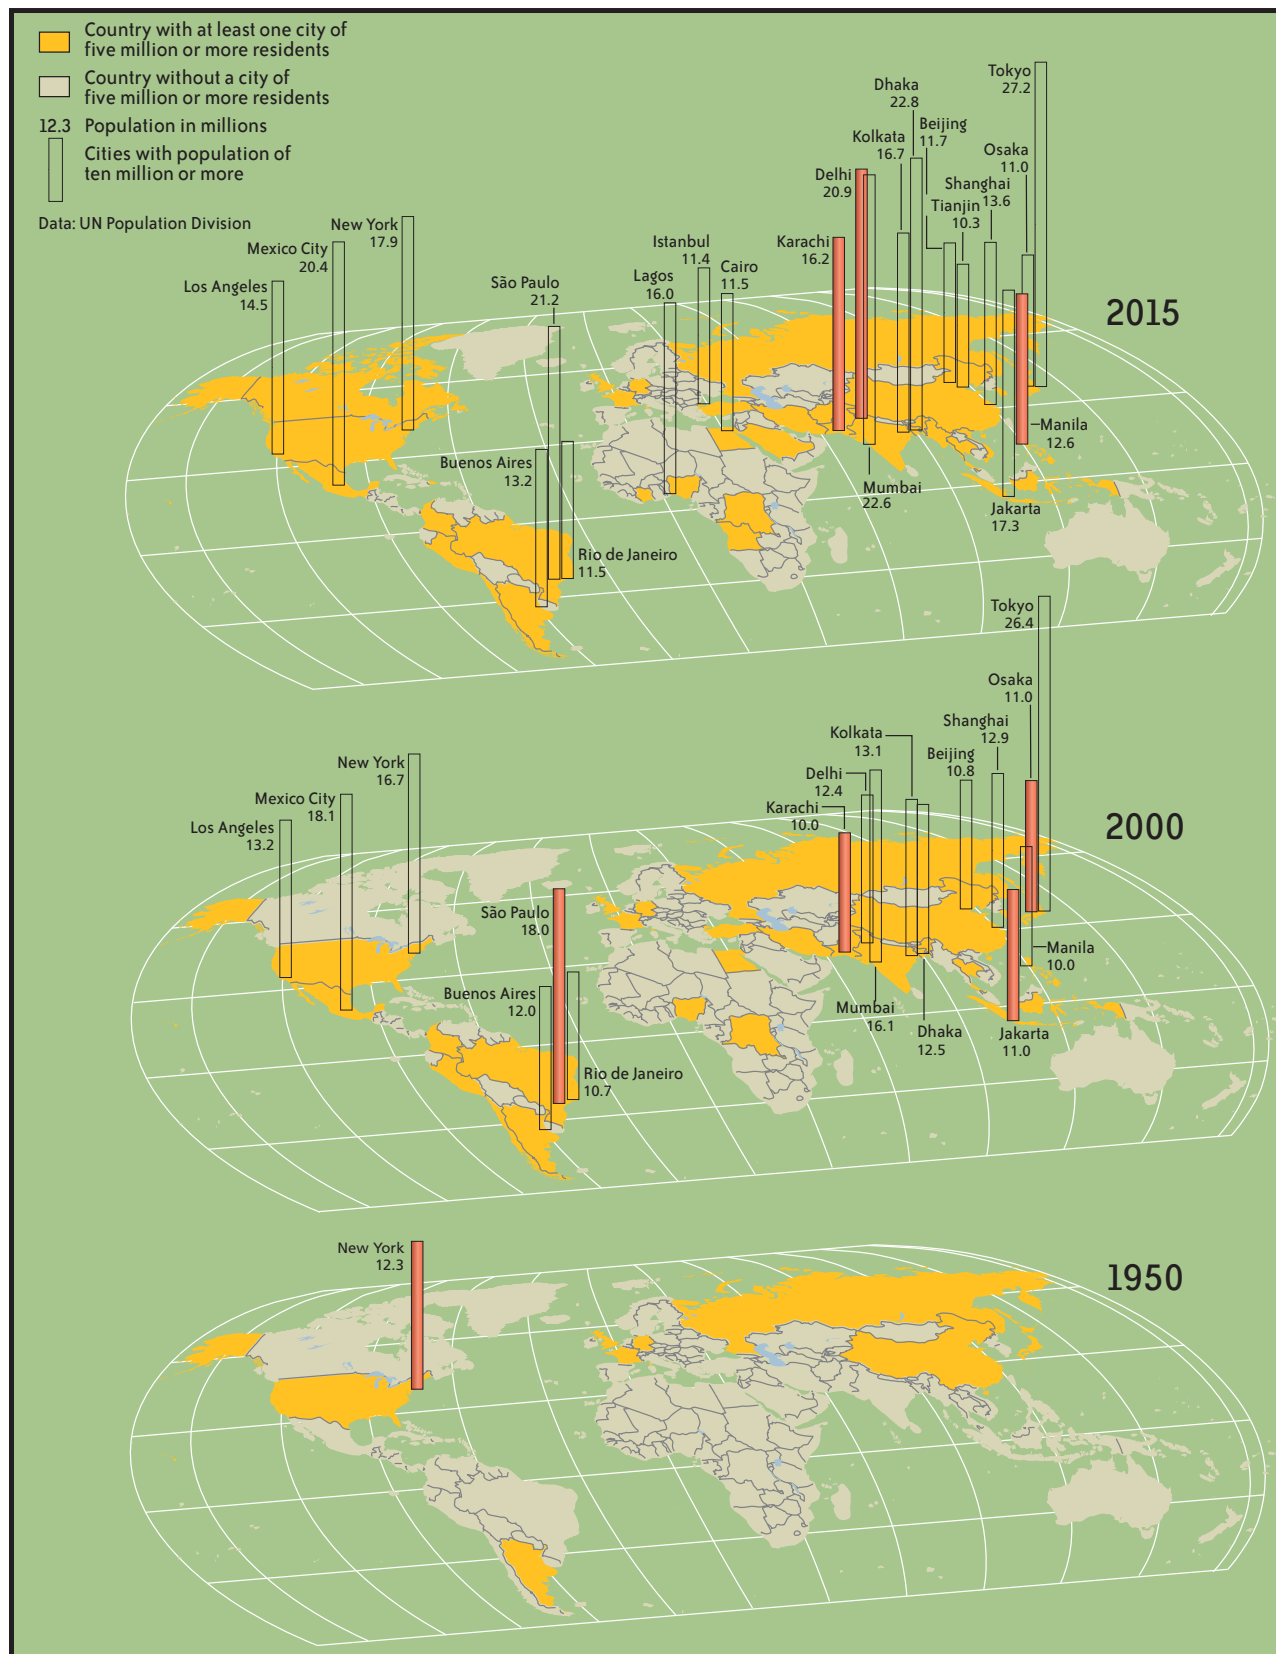 Country with at least one city of
five million or more residents
Country without a city of
five million or more residents
12.3 Population in millions
Cities with population of
ten million or more
Data: UN Population Division
2015
Los Angeles
14.5
Mexico City
20.4
New York
17.9
São Paulo
21.2
Buenos Aires
13.2
Rio de Janeiro
11.5
Lagos
16.0
Istanbul
11.4
Cairo
11.5
Karachi
16.2
Delhi
20.9
Kolkata
16.7
Dhaka
22.8
Beijing
11.7
Tianjin
10.3
Shanghai
13.6
Osaka
11.0
Tokyo
27.2
Manila
12.6
Mumbai
22.6
Jakarta
17.3
2000
Los Angeles
13.2
Mexico City
18.1
New York
16.7
São Paulo
18.0
Buenos Aires
12.0
Rio de Janeiro
10.7
Karachi
10.0
Delhi
12.4
Kolkata
13.1
Beijing
10.8
Shanghai
12.9
Osaka
11.0
Tokyo
26.4
Manila
10.0
Mumbai
16.1
Dhaka
12.5
Jakarta
11.0
1950
New York
12.3